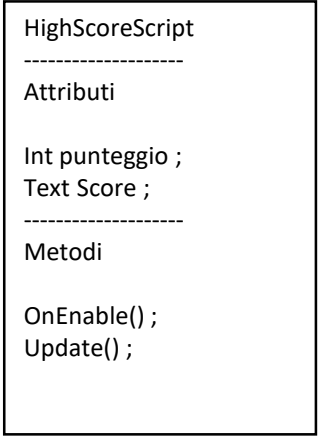 HighScoreScript
--------------------
Attributi
Int punteggio ;
Text Score ;
--------------------
Metodi
OnEnable() ;
Update() ;